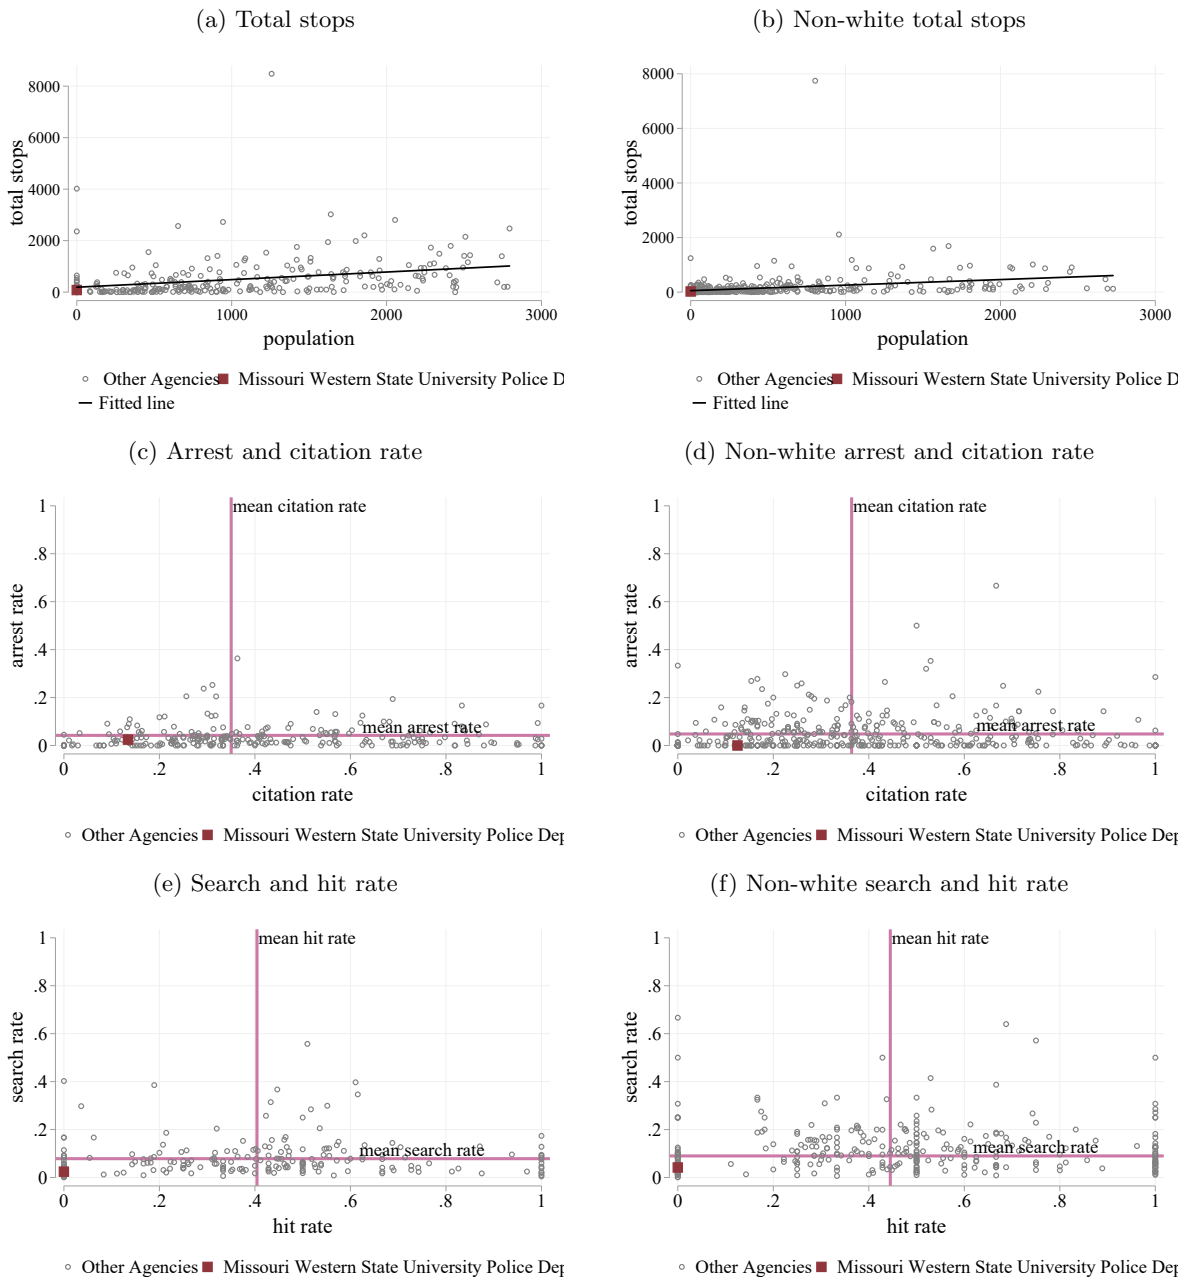 (a) Total stops
(b) Non-white total stops
total stops
8000
6000
4000
2000
0
0 1000 2000 3000
population
Other Agencies Missouri Western State University Police D
Fitted line
total stops
8000
6000
4000
2000
0
0 1000 2000 3000
population
Other Agencies Missouri Western State University Police D
Fitted line
(c) Arrest and citation rate
(d) Non-white arrest and citation rate
arrest rate
1
.8
.6
.4
.2
0
mean citation rate
mean arrest rate
0 .2 .4 .6 .8 1
citation rate
Other Agencies Missouri Western State University Police Dep
arrest rate
1
.8
.6
.4
.2
0
mean citation rate
mean arrest rate
0 .2 .4 .6 .8 1
citation rate
Other Agencies Missouri Western State University Police Dep
(e) Search and hit rate
(f) Non-white search and hit rate
search rate
1
.8
.6
.4
.2
0
mean hit rate
mean search rate
0 .2 .4 .6 .8 1
hit rate
Other Agencies Missouri Western State University Police Dep
search rate
1
.8
.6
.4
.2
0
mean hit rate
mean search rate
0 .2 .4 .6 .8 1
hit rate
Other Agencies Missouri Western State University Police Dep